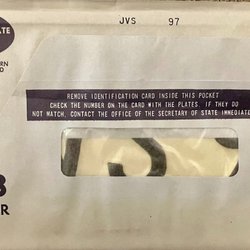 JVS 97
ATE
REMOVE IDENTIFICATION CARD INSIDE THIS POCKET
CHECK THE NUMBER ON THE CARD WITH THE PLATES. IF THEY DO
NOT MATCH, CONTACT THE OFFICE OF THE SECRETARY OF STATE IMMEDIATE
R